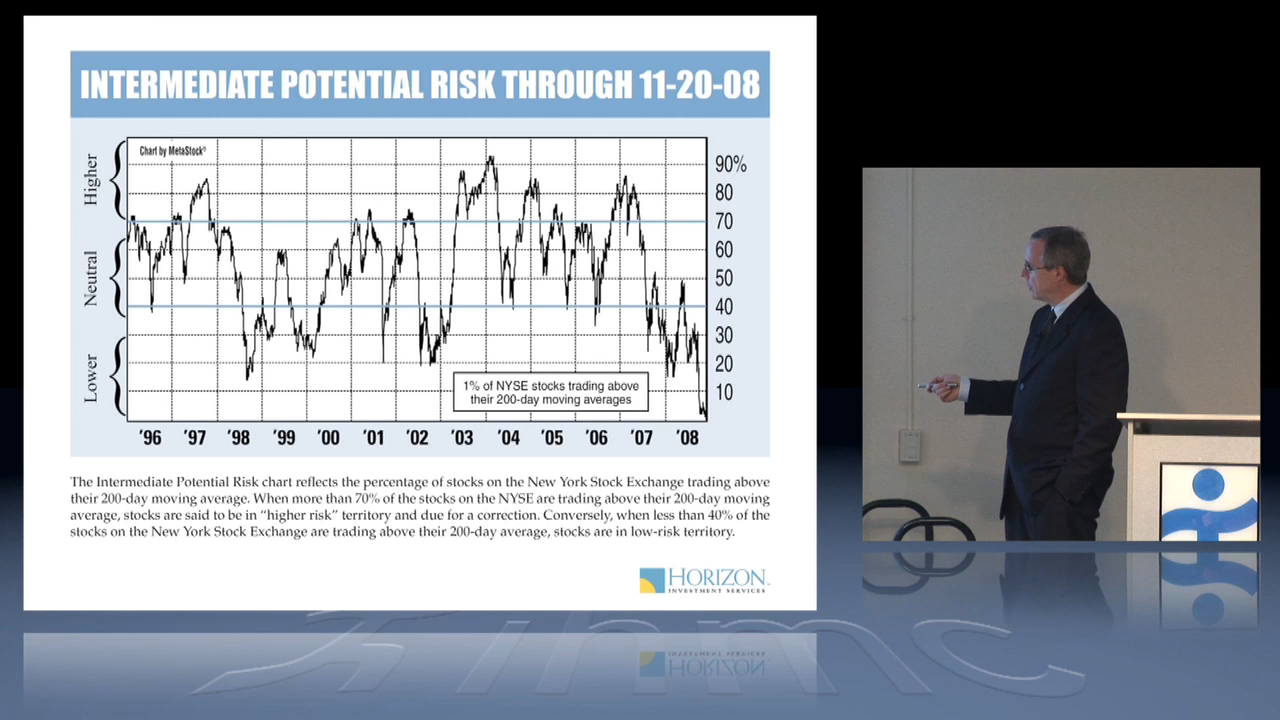 INTERMEDIATE POTENTIAL RISK THROUGH 11-20-08
Chart by MetaStock®
Higher
Neutral
Lower
90%
80
70
60
50
40
30
20
10
1% of NYSE stocks trading above
their 200-day moving averages
'96 '97 '98 '99 '00 '01 '02 '03 '04 '05 '06 '07 '08
The Intermediate Potential Risk chart reflects the percentage of stocks on the New York Stock Exchange trading above
their 200-day moving average. When more than 70% of the stocks on the NYSE are trading above their 200-day moving
average, stocks are said to be in “higher risk” territory and due for a correction. Conversely, when less than 40% of the
stocks on the New York Stock Exchange are trading above their 200-day average, stocks are in low-risk territory.
HORIZON
INVESTMENT SERVICES
ihmc